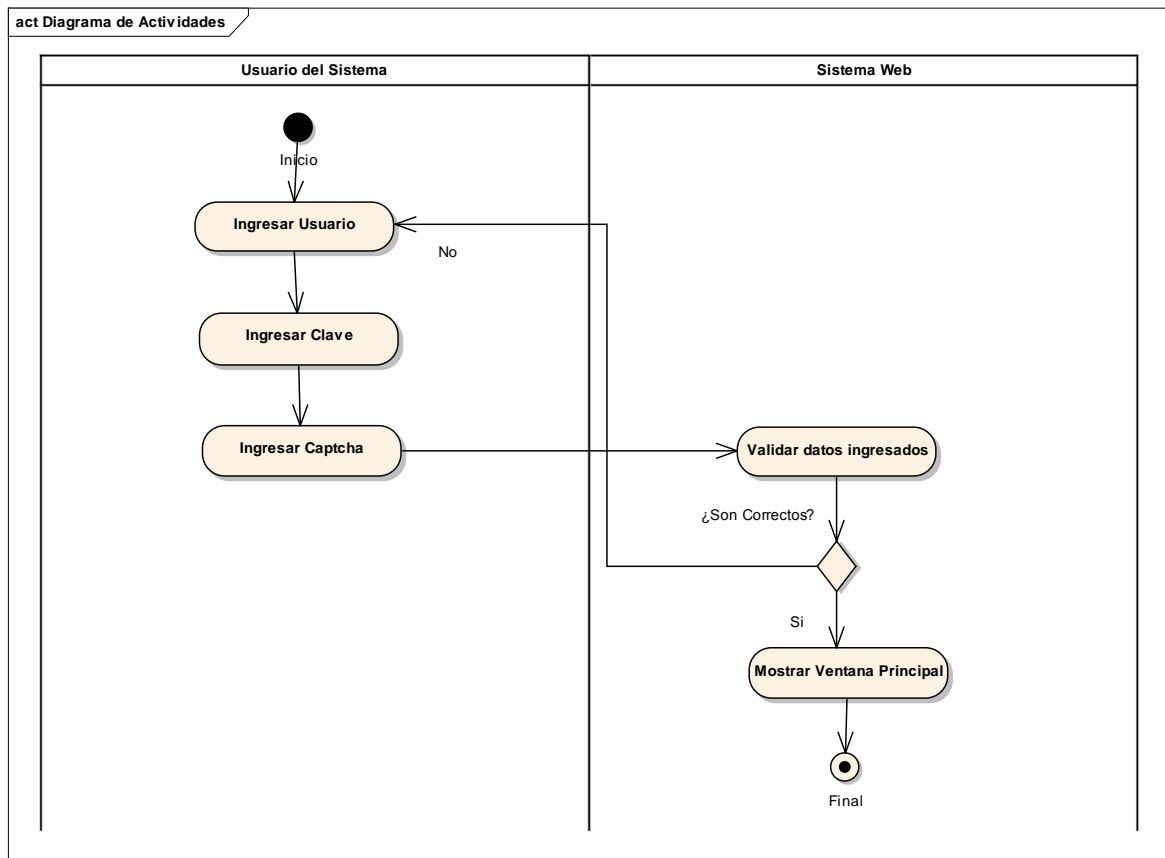 act Diagrama de Actividades
Usuario del Sistema
Sistema Web
Inicio
Ingresar Usuario
No
Ingresar Clave
Ingresar Captcha
Validar datos ingresados
¿Son Correctos?
Si
Mostrar Ventana Principal
Final